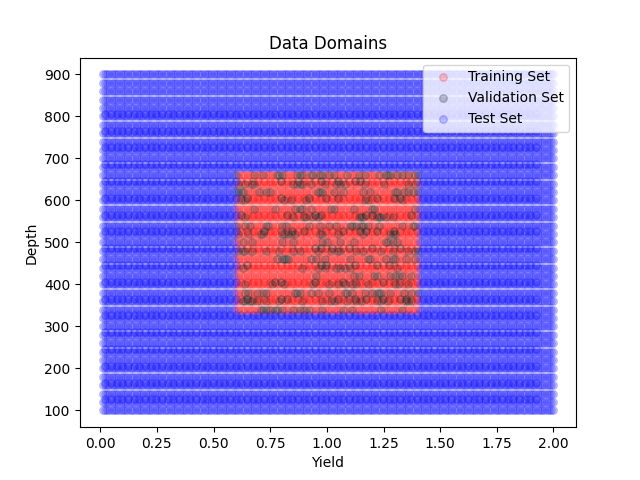 Data Domains
Training Set
Validation Set
Test Set
900
800
700
600
500
400
300
200
100
Depth
0.00 0.25 0.50 0.75 1.00 1.25 1.50 1.75 2.00
Yield